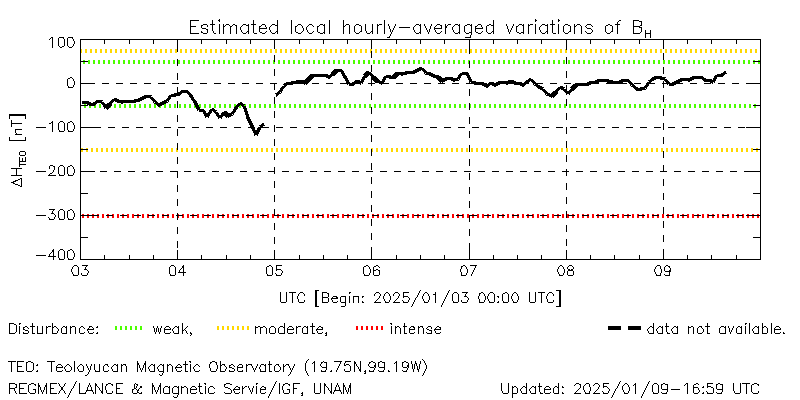 Estimated local hourly-averaged variations of BH
100
0
-100
-200
-300
-400
ΔHTEO [nT]
03 04 05 06 07 08 09
UTC [Begin: 2025/01/03 00:00 UTC]
Disturbance: weak, moderate, intense data not available.
TEO: Teoloyucan Magnetic Observatory (19.75N,99.19W)
REGMEX/LANCE & Magnetic Servie/IGF, UNAM Updated: 2025/01/09-16:59 UTC